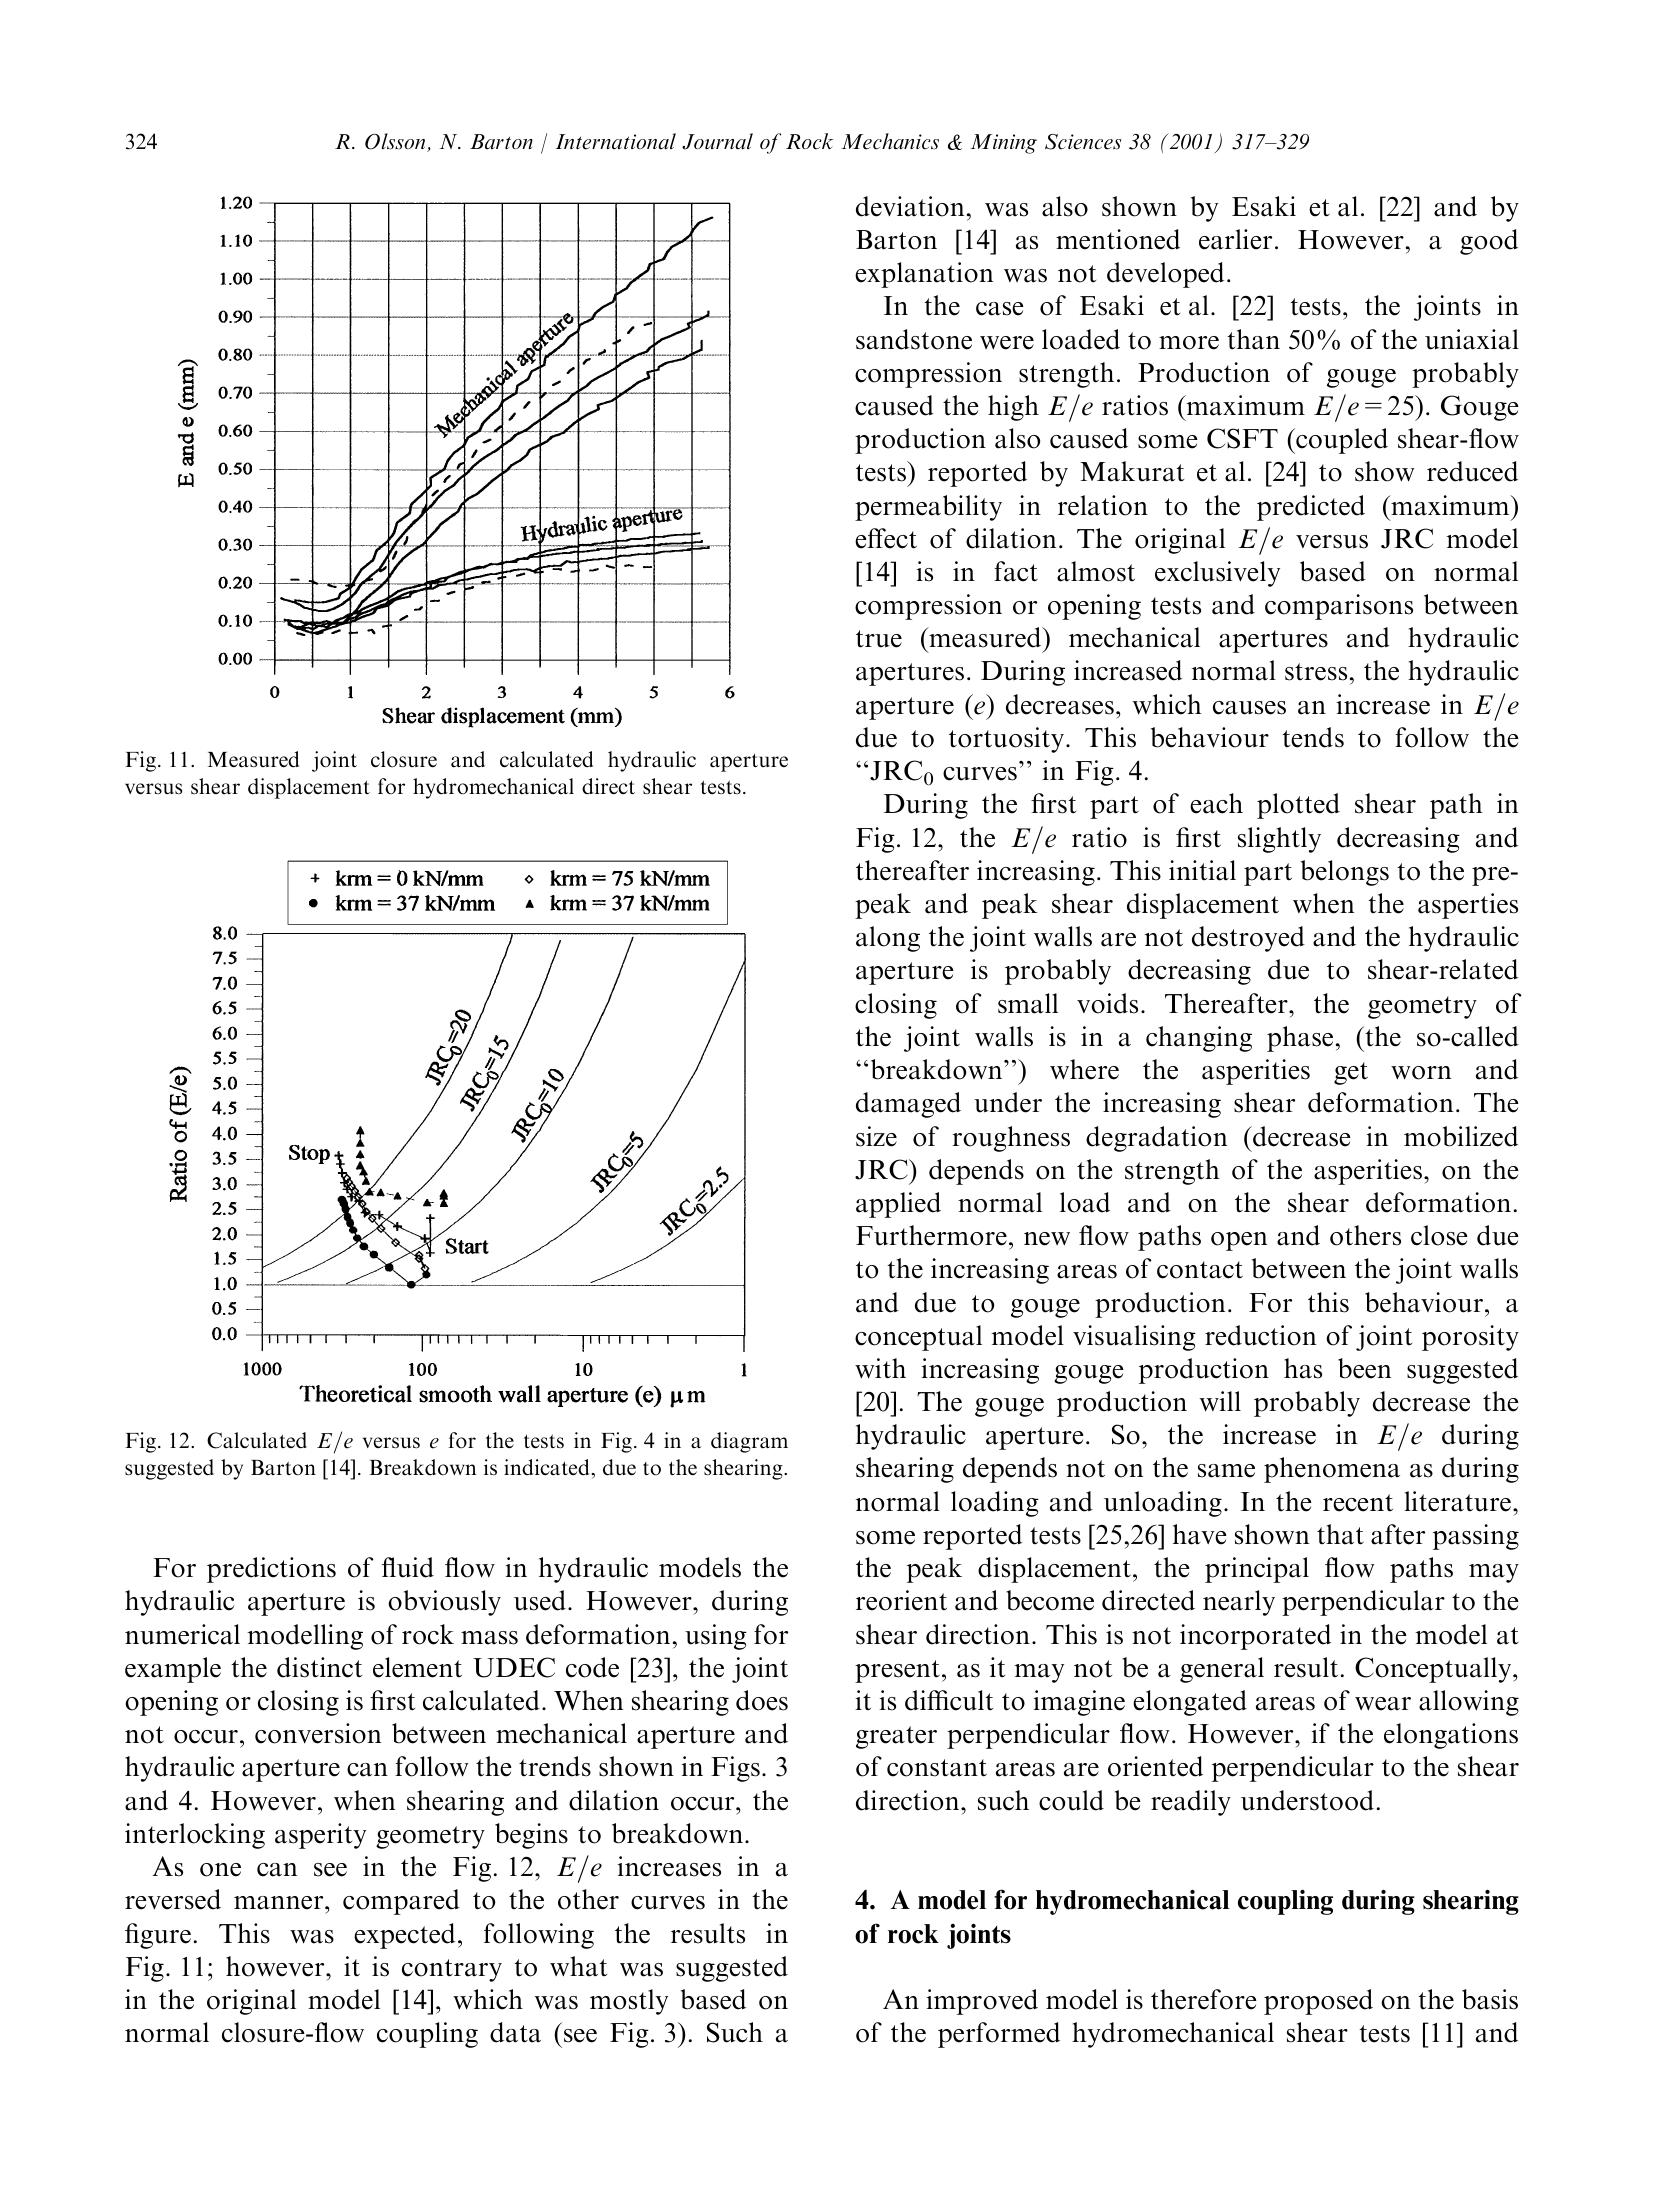 324
R. Olsson, N. Barton / International Journal of Rock Mechanics & Mining Sciences 38 (2001) 317–329
1.20
1.10
1.00
0.90
0.80
0.70
0.60
0.50
0.40
0.30
0.20
0.10
0.00
E and e (mm)
Mechanical aperture
Hydraulic aperture
0 1 2 3 4 5 6
Shear displacement (mm)
Fig. 11. Measured joint closure and calculated hydraulic aperture
versus shear displacement for hydromechanical direct shear tests.
+ krm = 0 kN/mm ◇ krm = 75 kN/mm
● krm = 37 kN/mm ▲ krm = 37 kN/mm
8.0
7.5
7.0
6.5
6.0
5.5
5.0
4.5
4.0
3.5
3.0
2.5
2.0
1.5
1.0
0.5
0.0
Ratio of (E/e)
JRC₀=20
JRC₀=15
JRC₀=10
JRC₀=5
JRC₀=2.5
Stop
Start
1000 100 10 1
Theoretical smooth wall aperture (e) μm
Fig. 12. Calculated E/e versus e for the tests in Fig. 4 in a diagram
suggested by Barton [14]. Breakdown is indicated, due to the shearing.
For predictions of fluid flow in hydraulic models the
hydraulic aperture is obviously used. However, during
numerical modelling of rock mass deformation, using for
example the distinct element UDEC code [23], the joint
opening or closing is first calculated. When shearing does
not occur, conversion between mechanical aperture and
hydraulic aperture can follow the trends shown in Figs. 3
and 4. However, when shearing and dilation occur, the
interlocking asperity geometry begins to breakdown.
As one can see in the Fig. 12, E/e increases in a
reversed manner, compared to the other curves in the
figure. This was expected, following the results in
Fig. 11; however, it is contrary to what was suggested
in the original model [14], which was mostly based on
normal closure-flow coupling data (see Fig. 3). Such a
deviation, was also shown by Esaki et al. [22] and by
Barton [14] as mentioned earlier. However, a good
explanation was not developed.
In the case of Esaki et al. [22] tests, the joints in
sandstone were loaded to more than 50% of the uniaxial
compression strength. Production of gouge probably
caused the high E/e ratios (maximum E/e=25). Gouge
production also caused some CSFT (coupled shear-flow
tests) reported by Makurat et al. [24] to show reduced
permeability in relation to the predicted (maximum)
effect of dilation. The original E/e versus JRC model
[14] is in fact almost exclusively based on normal
compression or opening tests and comparisons between
true (measured) mechanical apertures and hydraulic
apertures. During increased normal stress, the hydraulic
aperture (e) decreases, which causes an increase in E/e
due to tortuosity. This behaviour tends to follow the
“JRC₀ curves” in Fig. 4.
During the first part of each plotted shear path in
Fig. 12, the E/e ratio is first slightly decreasing and
thereafter increasing. This initial part belongs to the pre-
peak and peak shear displacement when the asperties
along the joint walls are not destroyed and the hydraulic
aperture is probably decreasing due to shear-related
closing of small voids. Thereafter, the geometry of
the joint walls is in a changing phase, (the so-called
“breakdown”) where the asperities get worn and
damaged under the increasing shear deformation. The
size of roughness degradation (decrease in mobilized
JRC) depends on the strength of the asperities, on the
applied normal load and on the shear deformation.
Furthermore, new flow paths open and others close due
to the increasing areas of contact between the joint walls
and due to gouge production. For this behaviour, a
conceptual model visualising reduction of joint porosity
with increasing gouge production has been suggested
[20]. The gouge production will probably decrease the
hydraulic aperture. So, the increase in E/e during
shearing depends not on the same phenomena as during
normal loading and unloading. In the recent literature,
some reported tests [25,26] have shown that after passing
the peak displacement, the principal flow paths may
reorient and become directed nearly perpendicular to the
shear direction. This is not incorporated in the model at
present, as it may not be a general result. Conceptually,
it is difficult to imagine elongated areas of wear allowing
greater perpendicular flow. However, if the elongations
of constant areas are oriented perpendicular to the shear
direction, such could be readily understood.
4. A model for hydromechanical coupling during shearing
of rock joints
An improved model is therefore proposed on the basis
of the performed hydromechanical shear tests [11] and